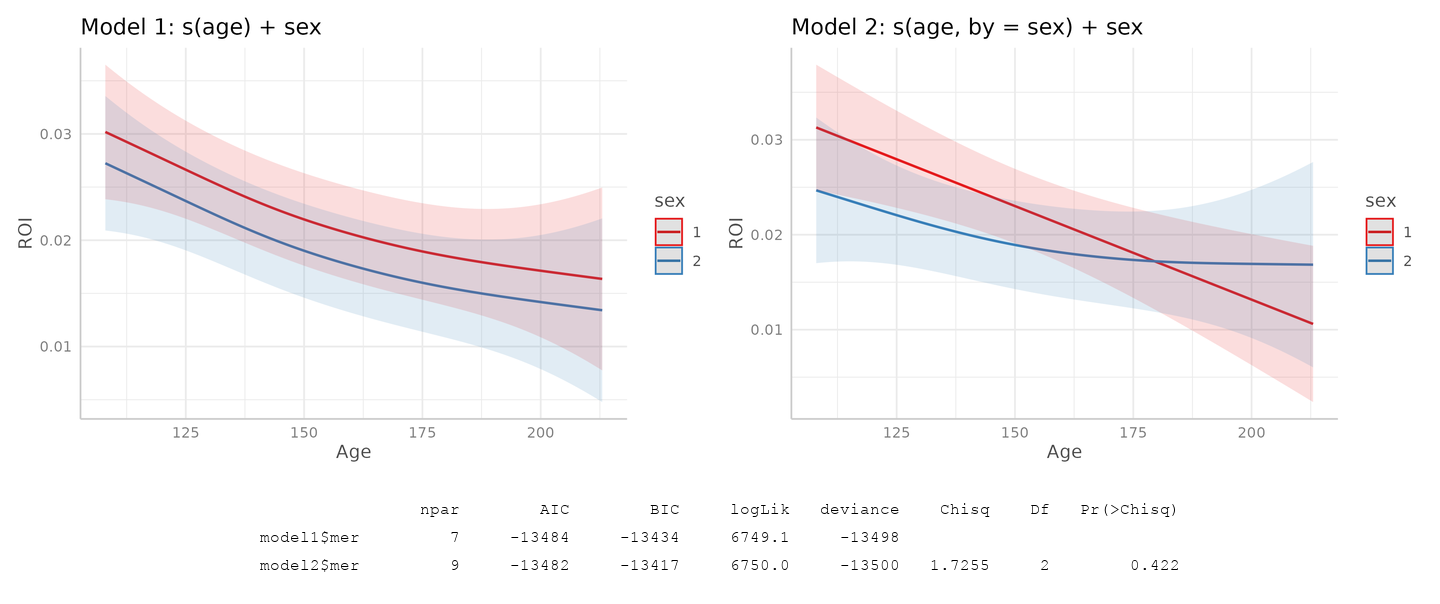 Model 1: s(age) + sex
ROI
0.03
0.02
0.01
125 150 175 200
Age
sex
1
2
Model 2: s(age, by = sex) + sex
ROI
0.03
0.02
0.01
125 150 175 200
Age
sex
1
2
npar AIC BIC logLik deviance Chisq Df Pr(>Chisq)
model1$mer 7 -13484 -13434 6749.1 -13498
model2$mer 9 -13482 -13417 6750.0 -13500 1.7255 2 0.422